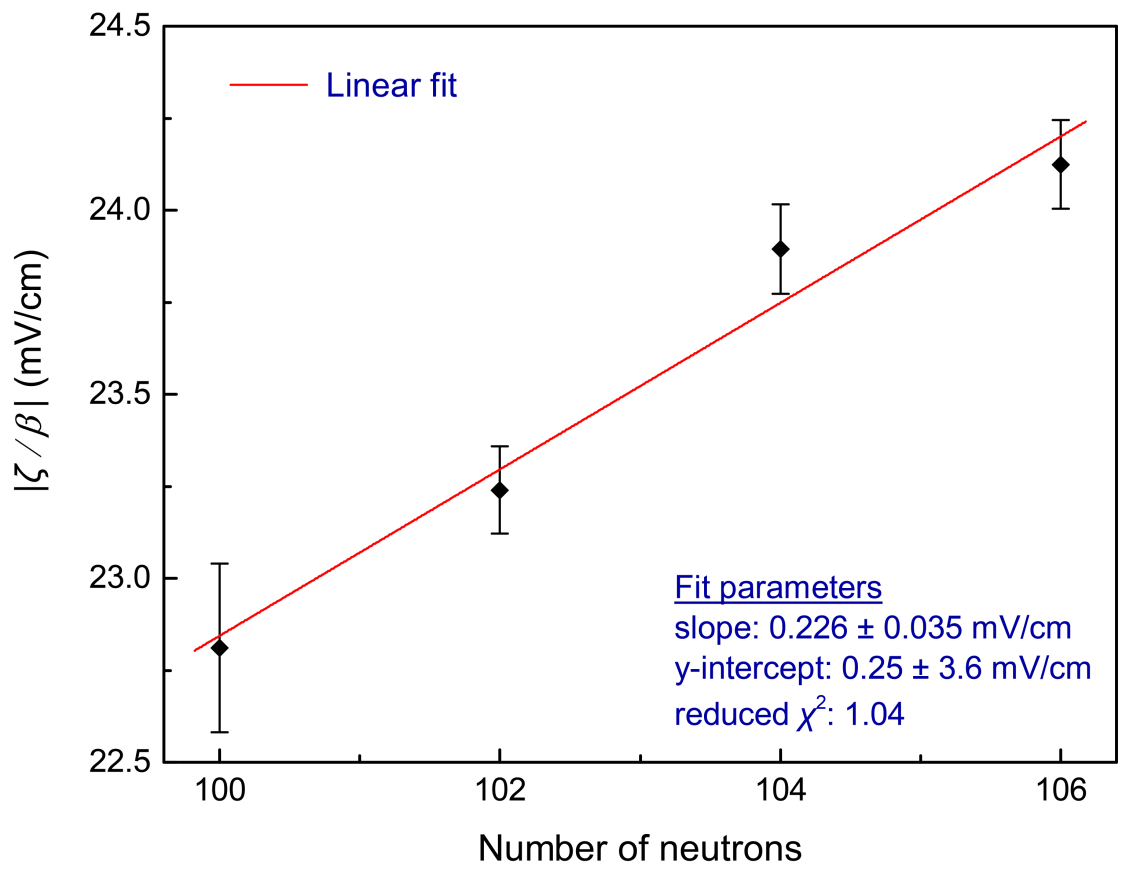 24.5
24.0
23.5
23.0
22.5
|ζ / β| (mV/cm)
Linear fit
Fit parameters
slope: 0.226 ± 0.035 mV/cm
y-intercept: 0.25 ± 3.6 mV/cm
reduced χ²: 1.04
100 102 104 106
Number of neutrons